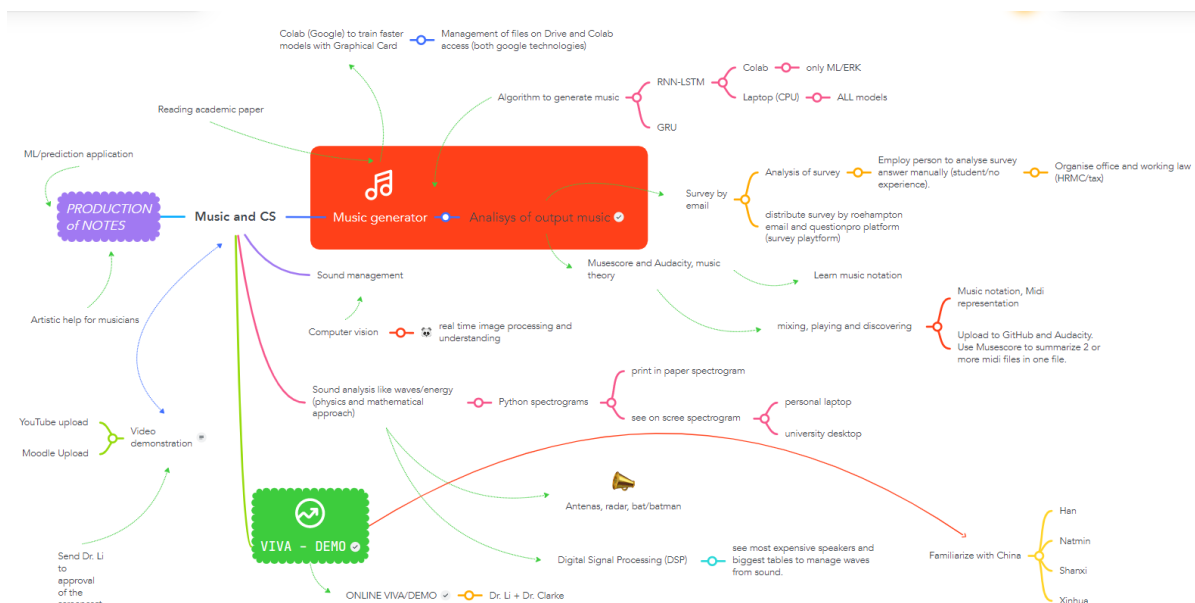 Colab (Google) to train faster
models with Graphical Card
Management of files on Drive and Colab
access (both google technologies)
Algorithm to generate music
RNN-LSTM
Colab
only ML/ERK
Laptop (CPU)
ALL models
GRU
Reading academic paper
ML/prediction application
PRODUCTION
of NOTES
Music and CS
Music generator
Analisys of output music
Survey by
email
Analysis of survey
Employ person to analyse survey
answer manually (student/no
experience).
Organise office and working law
(HRMC/tax)
distribute survey by roehampton
email and questionpro platform
(survey playtform)
Musescore and Audacity, music
theory
Learn music notation
mixing, playing and discovering
Music notation, Midi
representation
Upload to GitHub and Audacity.
Use Musescore to summarize 2 or
more midi files in one file.
Sound management
Artistic help for musicians
Computer vision
real time image processing and
understanding
Sound analysis like waves/energy
(physics and mathematical
approach)
Python spectrograms
print in paper spectrogram
see on scree spectrogram
personal laptop
university desktop
YouTube upload
Moodle Upload
Video
demonstration
Antenas, radar, bat/batman
VIVA - DEMO
Digital Signal Processing (DSP)
see most expensive speakers and
biggest tables to manage waves
from sound.
Familiarize with China
Han
Natmin
Shanxi
Xinhua
Send Dr. Li
to
approval
of the
ONLINE VIVA/DEMO
Dr. Li + Dr. Clarke